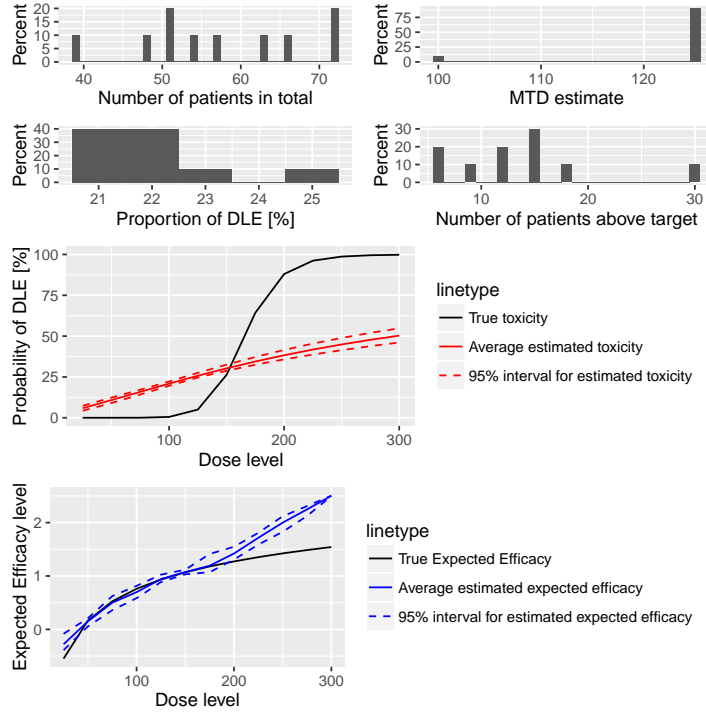 Percent
20
15
10
5
0
40
50
60
70
Number of patients in total
Percent
75
50
25
0
100
110
120
MTD estimate
Percent
40
30
20
10
0
21
22
23
24
25
Proportion of DLE [%]
Percent
30
20
10
0
10
20
30
Number of patients above target
Probability of DLE [%]
100
75
50
25
0
100
200
300
Dose level
linetype
True toxicity
Average estimated toxicity
95% interval for estimated toxicity
Expected Efficacy level
2
1
0
100
200
300
Dose level
linetype
True Expected Efficacy
Average estimated expected efficacy
95% interval for estimated expected efficacy